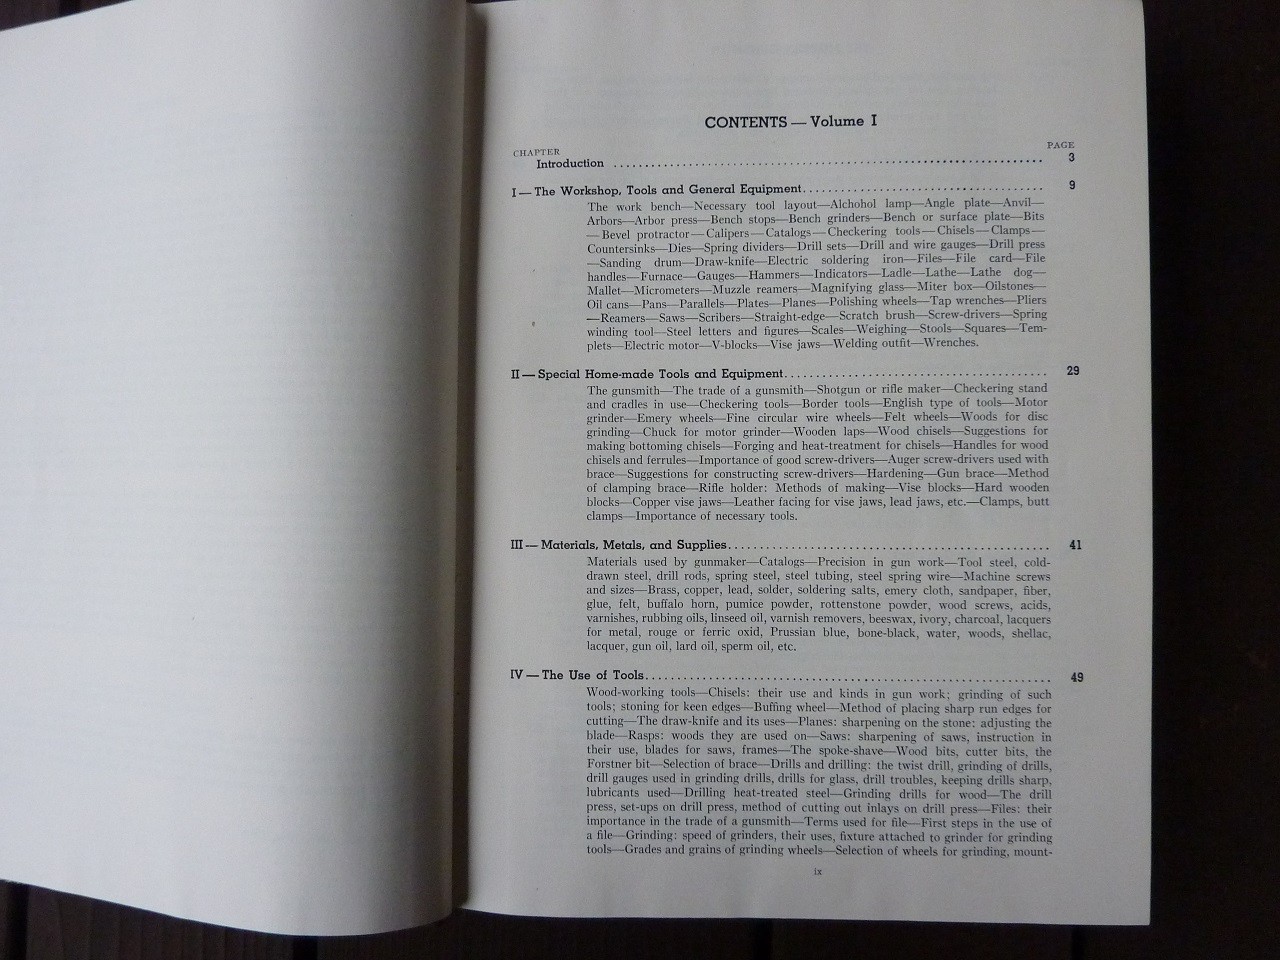 CONTENTS — Volume I
CHAPTER PAGE
Introduction ........ 3
I — The Workshop, Tools and General Equipment........ 9
The work bench—Necessary tool layout—Alchohol lamp—Angle plate—Anvil—
Arbors—Arbor press—Bench stops—Bench grinders—Bench or surface plate—Bits
—Bevel protractor—Calipers—Catalogs—Checkering tools—Chisels—Clamps—
Countersinks—Dies—Spring dividers—Drill sets—Drill and wire gauges—Drill press
—Sanding drum—Draw-knife—Electric soldering iron—Files—File card—File
handles—Furnace—Gauges—Hammers—Indicators—Ladle—Lathe—Lathe dog—
Mallet—Micrometers—Muzzle reamers—Magnifying glass—Miter box—Oilstones—
Oil cans—Pans—Parallels—Plates—Planes—Polishing wheels—Tap wrenches—Pliers
—Reamers—Saws—Scribers—Straight-edge—Scratch brush—Screw-drivers—Spring
winding tool—Steel letters and figures—Scales—Weighing—Stools—Squares—Tem-
plets—Electric motor—V-blocks—Vise jaws—Welding outfit—Wrenches.
II — Special Home-made Tools and Equipment........ 29
The gunsmith—The trade of a gunsmith—Shotgun or rifle maker—Checkering stand
and cradles in use—Checkering tools—Border tools—English type of tools—Motor
grinder—Emery wheels—Fine circular wire wheels—Felt wheels—Woods for disc
grinding—Chuck for motor grinder—Wooden laps—Wood chisels—Suggestions for
making bottoming chisels—Forging and heat-treatment for chisels—Handles for wood
chisels and ferrules—Importance of good screw-drivers—Auger screw-drivers used with
brace—Suggestions for constructing screw-drivers—Hardening—Gun brace—Method
of clamping brace—Rifle holder: Methods of making—Vise blocks—Hard wooden
blocks—Copper vise jaws—Leather facing for vise jaws, lead jaws, etc.—Clamps, butt
clamps—Importance of necessary tools.
III — Materials, Metals, and Supplies........ 41
Materials used by gunmaker—Catalogs—Precision in gun work—Tool steel, cold-
drawn steel, drill rods, spring steel, steel tubing, steel spring wire—Machine screws
and sizes—Brass, copper, lead, solder, soldering salts, emery cloth, sandpaper, fiber,
glue, felt, buffalo horn, pumice powder, rottenstone powder, wood screws, acids,
varnishes, rubbing oils, linseed oil, varnish removers, beeswax, ivory, charcoal, lacquers
for metal, rouge or ferric oxid, Prussian blue, bone-black, water, woods, shellac,
lacquer, gun oil, lard oil, sperm oil, etc.
IV — The Use of Tools........ 49
Wood-working tools—Chisels: their use and kinds in gun work; grinding of such
tools; stoning for keen edges—Buffing wheel—Method of placing sharp run edges for
cutting—The draw-knife and its uses—Planes: sharpening on the stone: adjusting the
blade—Rasps: woods they are used on—Saws: sharpening of saws, instruction in
their use, blades for saws, frames—The spoke-shave—Wood bits, cutter bits, the
Forstner bit—Selection of brace—Drills and drilling: the twist drill, grinding of drills,
drill gauges used in grinding drills, drills for glass, drill troubles, keeping drills sharp,
lubricants used—Drilling heat-treated steel—Grinding drills for wood—The drill
press, set-ups on drill press, method of cutting out inlays on drill press—Files: their
importance in the trade of a gunsmith—Terms used for file—First steps in the use of
a file—Grinding: speed of grinders, their uses, fixture attached to grinder for grinding
tools—Grades and grains of grinding wheels—Selection of wheels for grinding, mount-
ix